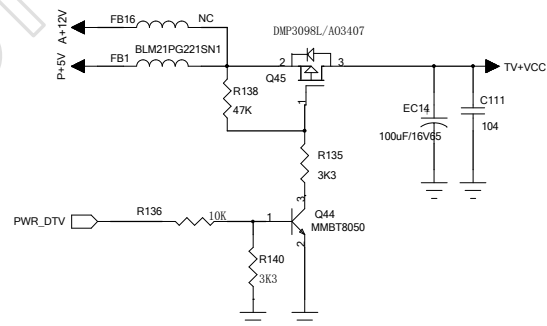 A+12V
FB16
NC
P+5V
FB1
BLM21PG221SN1
DMP3098L/AO3407
2
3
Q45
1
TV+VCC
R138
47K
EC14
100uF/16V65
C111
104
R135
3K3
3
Q44
MMBT8050
1
2
PWR_DTV
R136
10K
R140
3K3